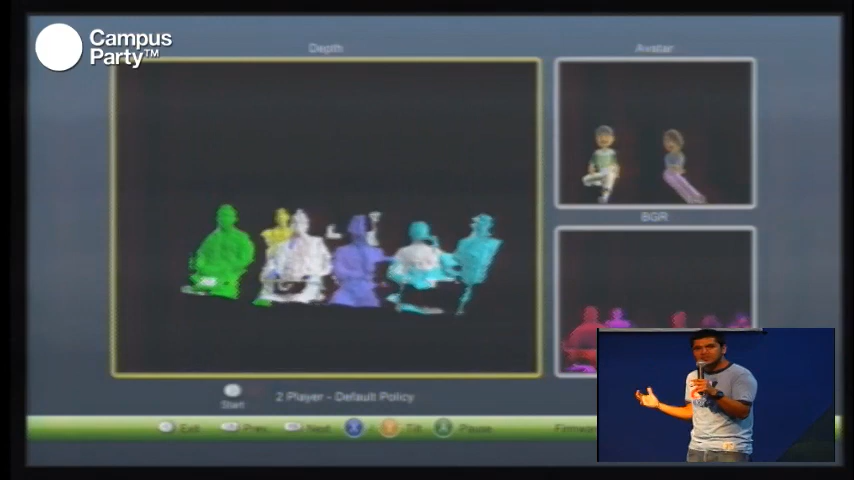 Campus
Party™
Depth
Avatar
BGR
Start
2 Player - Default Policy
Exit
Prev
Next
X
Y
Tilt
A
Pause